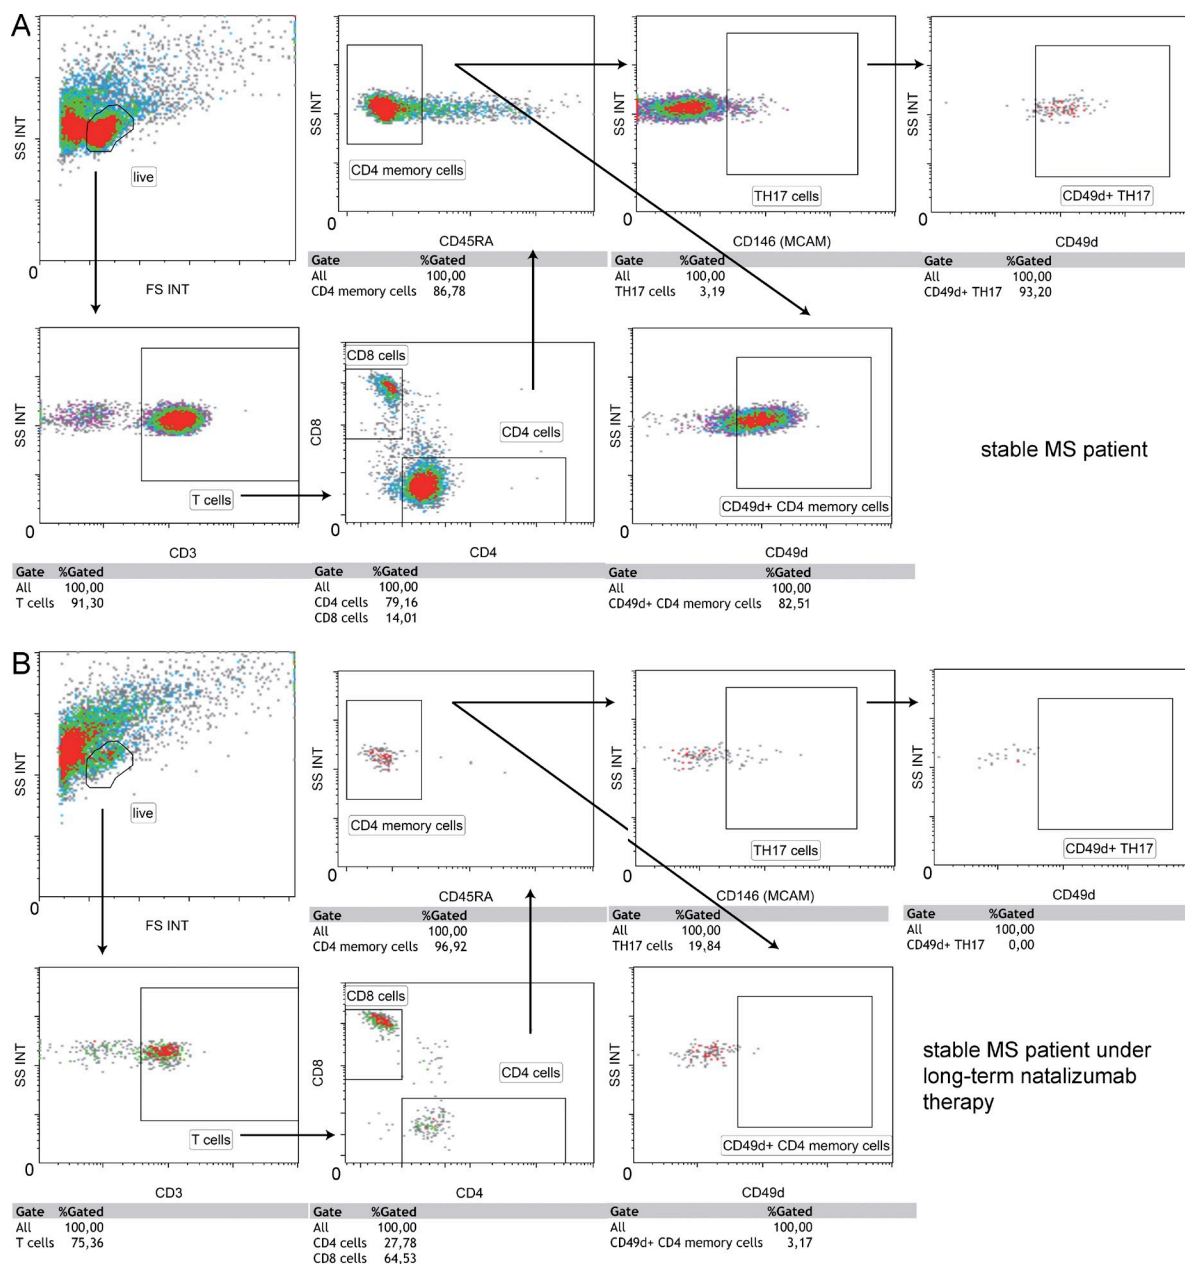 A
SS INT
live
0
FS INT
SS INT
CD4 memory cells
0
CD45RA
Gate %Gated
All 100,00
CD4 memory cells 86,78
SS INT
TH17 cells
0
CD146 (MCAM)
Gate %Gated
All 100,00
TH17 cells 3,19
SS INT
CD49d+ TH17
0
CD49d
Gate %Gated
All 100,00
CD49d+ TH17 93,20
SS INT
T cells
0
CD3
Gate %Gated
All 100,00
T cells 91,30
CD8 cells
CD8
CD4 cells
0
CD4
Gate %Gated
All 100,00
CD4 cells 79,16
CD8 cells 14,01
SS INT
CD49d+ CD4 memory cells
0
CD49d
Gate %Gated
All 100,00
CD49d+ CD4 memory cells 82,51
stable MS patient
B
SS INT
live
0
FS INT
SS INT
CD4 memory cells
0
CD45RA
Gate %Gated
All 100,00
CD4 memory cells 96,92
SS INT
TH17 cells
0
CD146 (MCAM)
Gate %Gated
All 100,00
TH17 cells 19,84
SS INT
CD49d+ TH17
0
CD49d
Gate %Gated
All 100,00
CD49d+ TH17 0,00
SS INT
T cells
0
CD3
Gate %Gated
All 100,00
T cells 75,36
CD8 cells
CD8
CD4 cells
0
CD4
Gate %Gated
All 100,00
CD4 cells 27,78
CD8 cells 64,53
SS INT
CD49d+ CD4 memory cells
0
CD49d
Gate %Gated
All 100,00
CD49d+ CD4 memory cells 3,17
stable MS patient under
long-term natalizumab
therapy